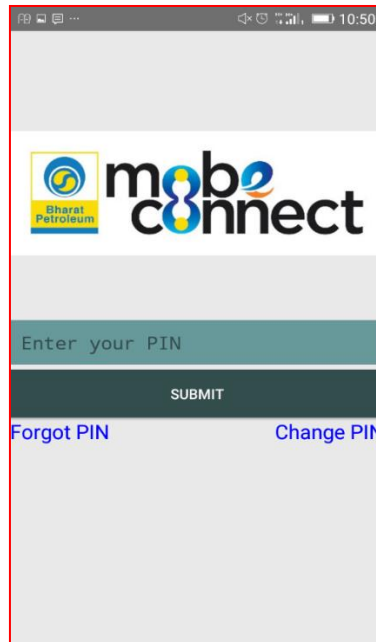 10:50
Bharat
Petroleum
mobe
connect
Enter your PIN
SUBMIT
Forgot PIN
Change PIN